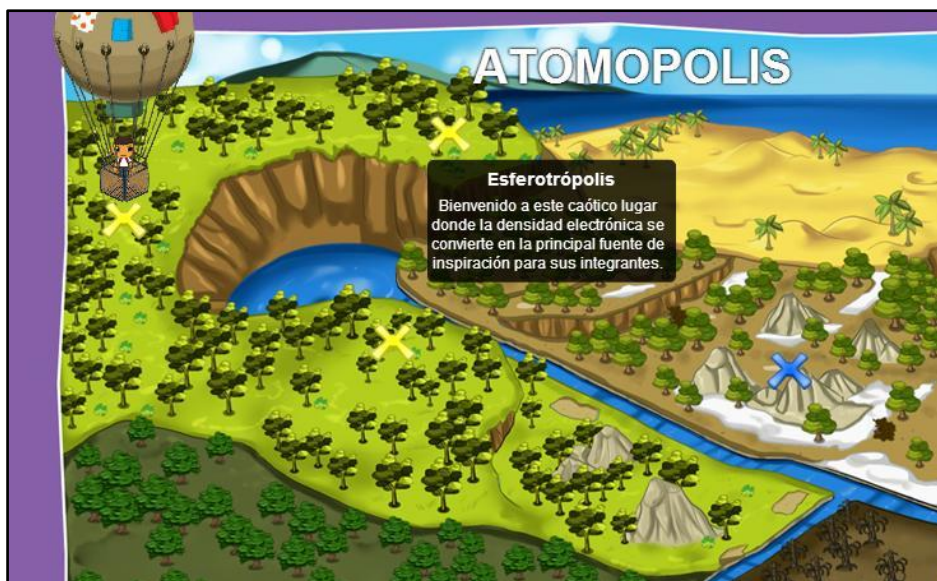 ATOMOPOLIS
Esferotrópolis
Bienvenido a este caótico lugar
donde la densidad electrónica se
convierte en la principal fuente de
inspiración para sus integrantes.